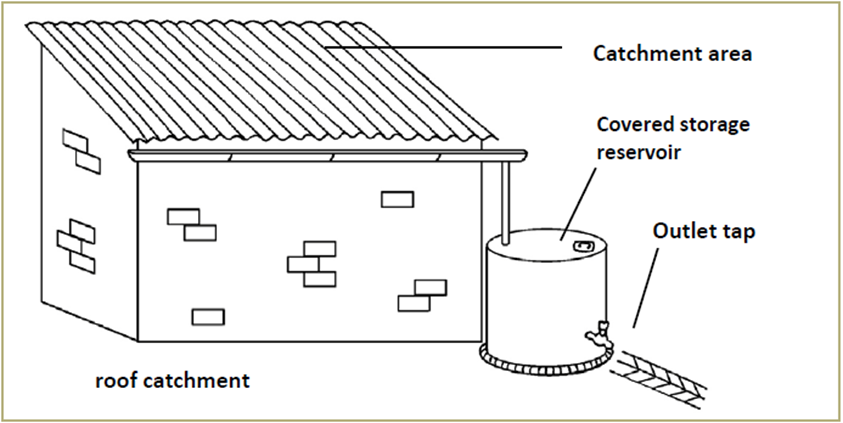 Catchment area
Covered storage
reservoir
Outlet tap
roof catchment